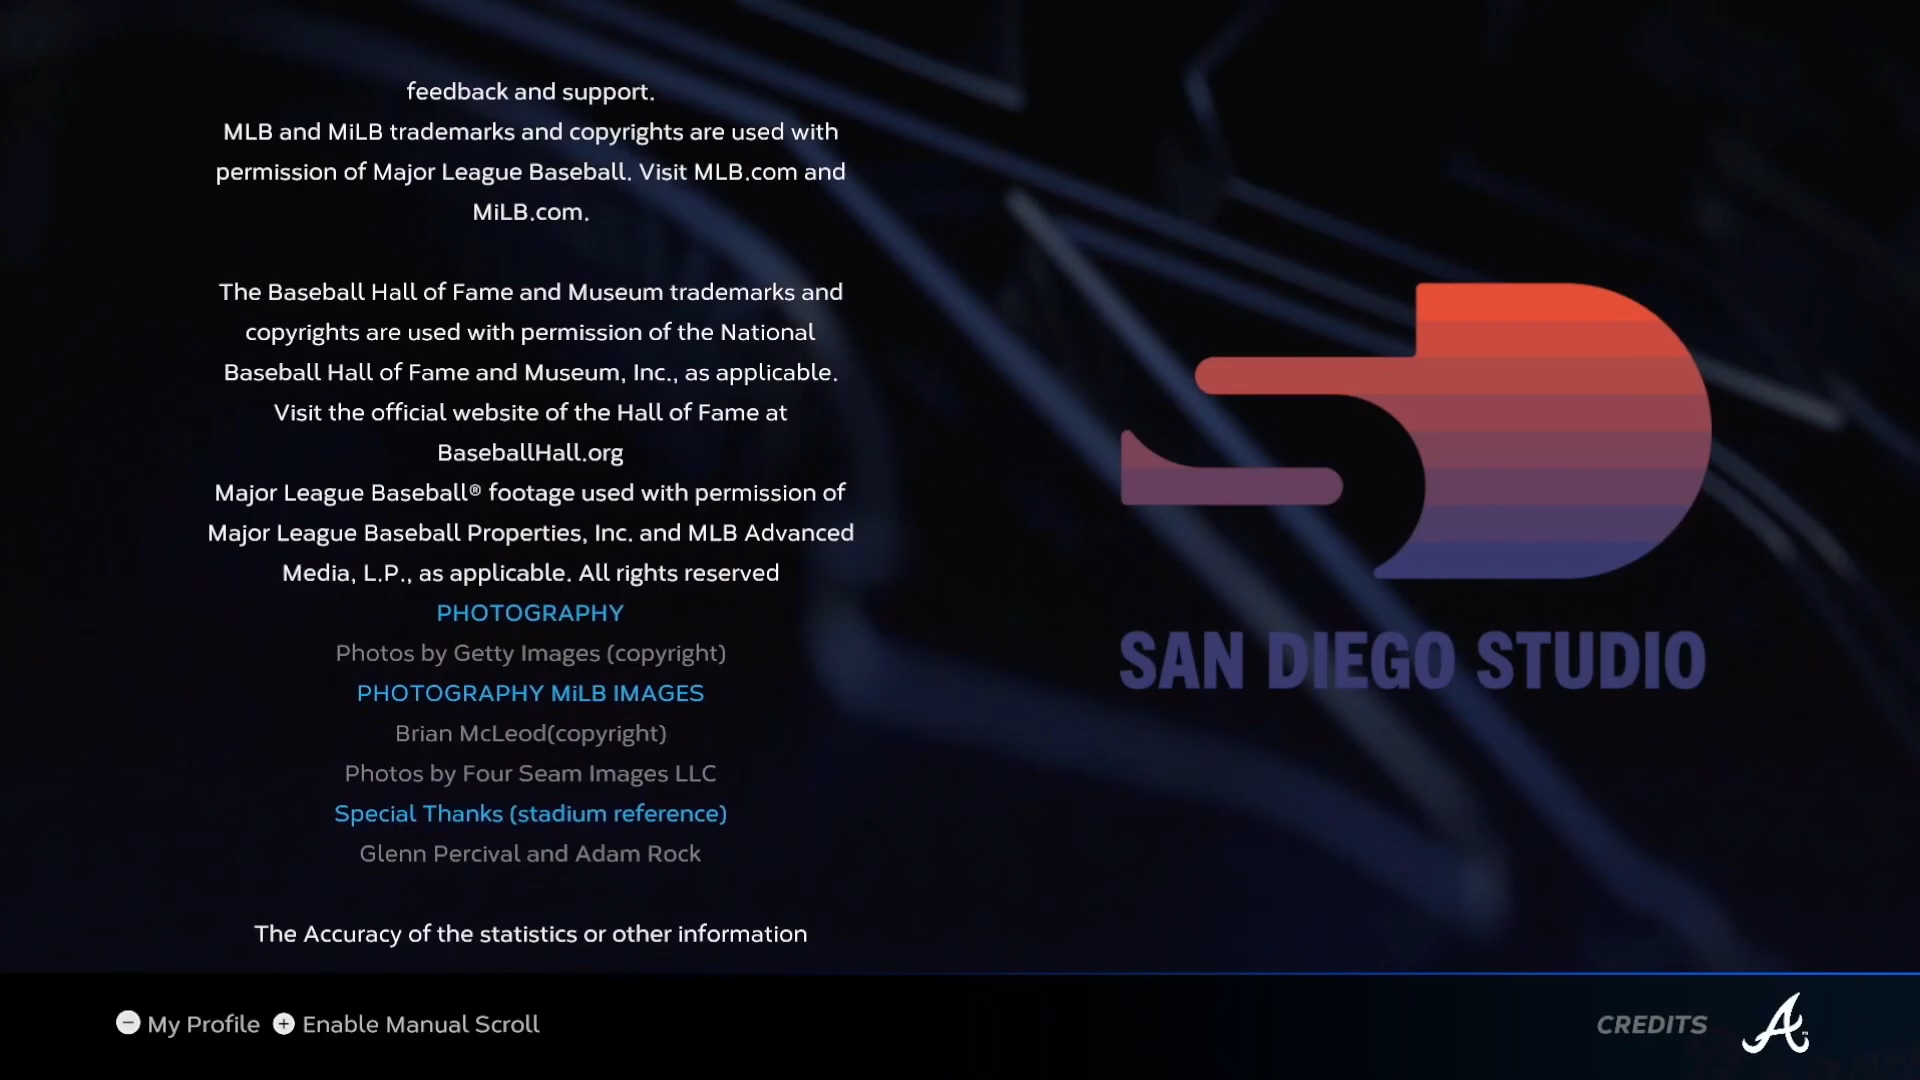 feedback and support.
MLB and MiLB trademarks and copyrights are used with
permission of Major League Baseball. Visit MLB.com and
MiLB.com.
The Baseball Hall of Fame and Museum trademarks and
copyrights are used with permission of the National
Baseball Hall of Fame and Museum, Inc., as applicable.
Visit the official website of the Hall of Fame at
BaseballHall.org
Major League Baseball® footage used with permission of
Major League Baseball Properties, Inc. and MLB Advanced
Media, L.P., as applicable. All rights reserved
PHOTOGRAPHY
Photos by Getty Images (copyright)
PHOTOGRAPHY MiLB IMAGES
Brian McLeod(copyright)
Photos by Four Seam Images LLC
Special Thanks (stadium reference)
Glenn Percival and Adam Rock
The Accuracy of the statistics or other information
SD
SAN DIEGO STUDIO
My Profile
Enable Manual Scroll
CREDITS
A